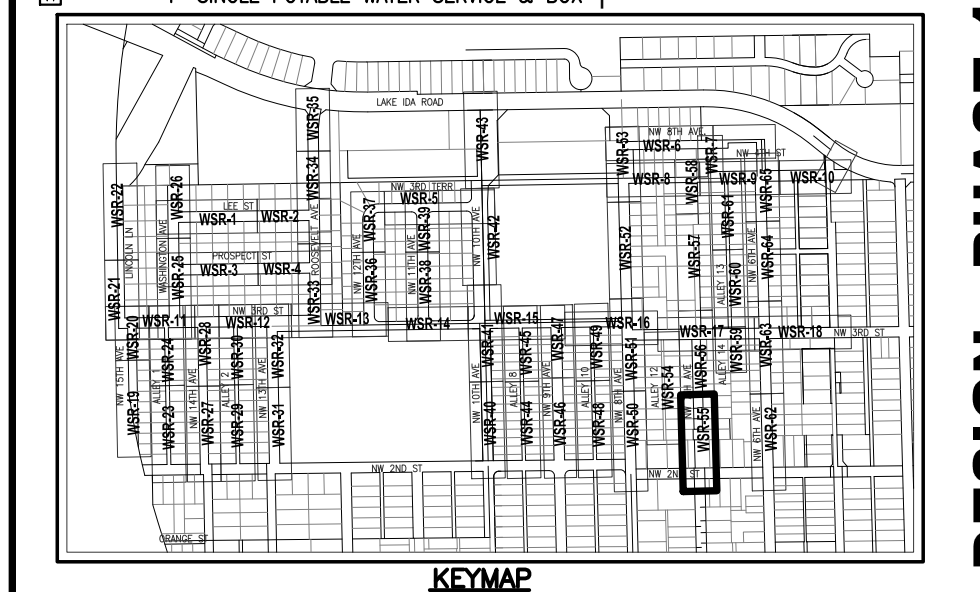 1" SINGLE POTABLE WATER SERVICE & BOX
LAKE IDA ROAD
WSR-35
WSR-43
WSR-53
NW 8TH AVE
WSR-6
WSR-7
NW 4TH ST
WSR-34
WSR-22
WSR-26
WSR-8
WSR-58
WSR-9
WSR-65
WSR-10
NW 3RD TERR
WSR-5
LEE ST
WSR-1
WSR-2
ROOSEVELT AVE
WSR-37
WSR-39
WSR-61
LINCOLN LN
WASHINGTON AVE
NW 12TH AVE
NW 11TH AVE
NW 10TH AVE
WSR-42
WSR-52
WSR-57
NW 6TH AVE
WSR-64
PROSPECT ST
WSR-3
WSR-4
WSR-25
WSR-36
WSR-38
ALLEY 13
WSR-60
WSR-21
WSR-33
NW 3RD ST
WSR-20
WSR-11
WSR-12
WSR-13
WSR-14
WSR-15
WSR-16
WSR-17
WSR-18
NW 3RD ST
WSR-24
WSR-28
WSR-30
WSR-32
WSR-41
WSR-45
WSR-47
WSR-49
WSR-51
WSR-56
WSR-59
WSR-63
NW 15TH AVE
ALLEY 1
NW 14TH AVE
ALLEY 2
NW 13TH AVE
NW 10TH AVE
ALLEY 8
NW 9TH AVE
ALLEY 10
NW 8TH AVE
ALLEY 12
WSR-54
ALLEY 14
WSR-19
WSR-23
WSR-27
WSR-29
WSR-31
WSR-40
WSR-44
WSR-46
WSR-48
WSR-50
WSR-55
NW 6TH AVE
WSR-62
NW 2ND ST
NW 2ND ST
ORANGE ST
KEYMAP